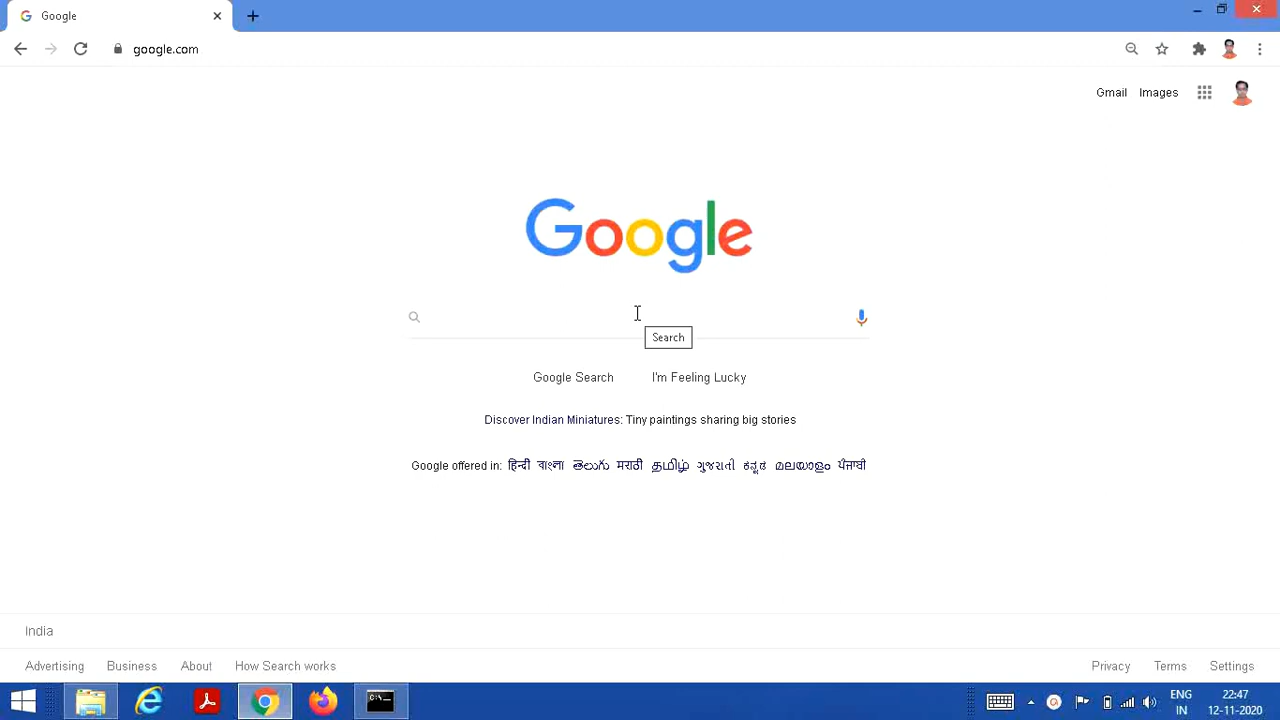 Google
google.com
Gmail Images
Google
Search
Google Search I'm Feeling Lucky
Discover Indian Miniatures: Tiny paintings sharing big stories
Google offered in: हिन्दी বাংলা తెలుగు मराठी தமிழ் ગુજરાતી ಕನ್ನಡ മലയാളം ਪੰਜਾਬੀ
India
Advertising Business About How Search works Privacy Terms Settings
C:\.
ENG 22:47
IN 12-11-2020